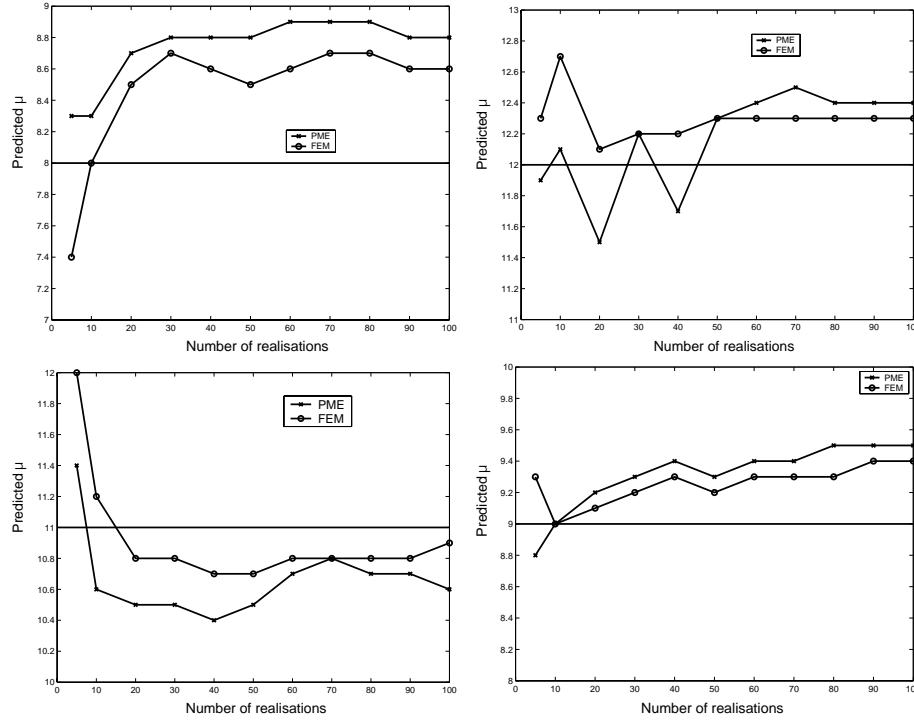 9
8.8
8.6
8.4
8.2
8
7.8
7.6
7.4
7.2
7
Predicted μ
PME
FEM
0 10 20 30 40 50 60 70 80 90 100
Number of realisations
13
12.8
12.6
12.4
12.2
12
11.8
11.6
11.4
11.2
11
Predicted μ
PME
FEM
0 10 20 30 40 50 60 70 80 90 100
Number of realisations
12
11.8
11.6
11.4
11.2
11
10.8
10.6
10.4
10.2
10
Predicted μ
PME
FEM
0 10 20 30 40 50 60 70 80 90 100
Number of realisations
10
9.8
9.6
9.4
9.2
9
8.8
8.6
8.4
8.2
8
Predicted μ
PME
FEM
0 10 20 30 40 50 60 70 80 90 100
Number of realisations